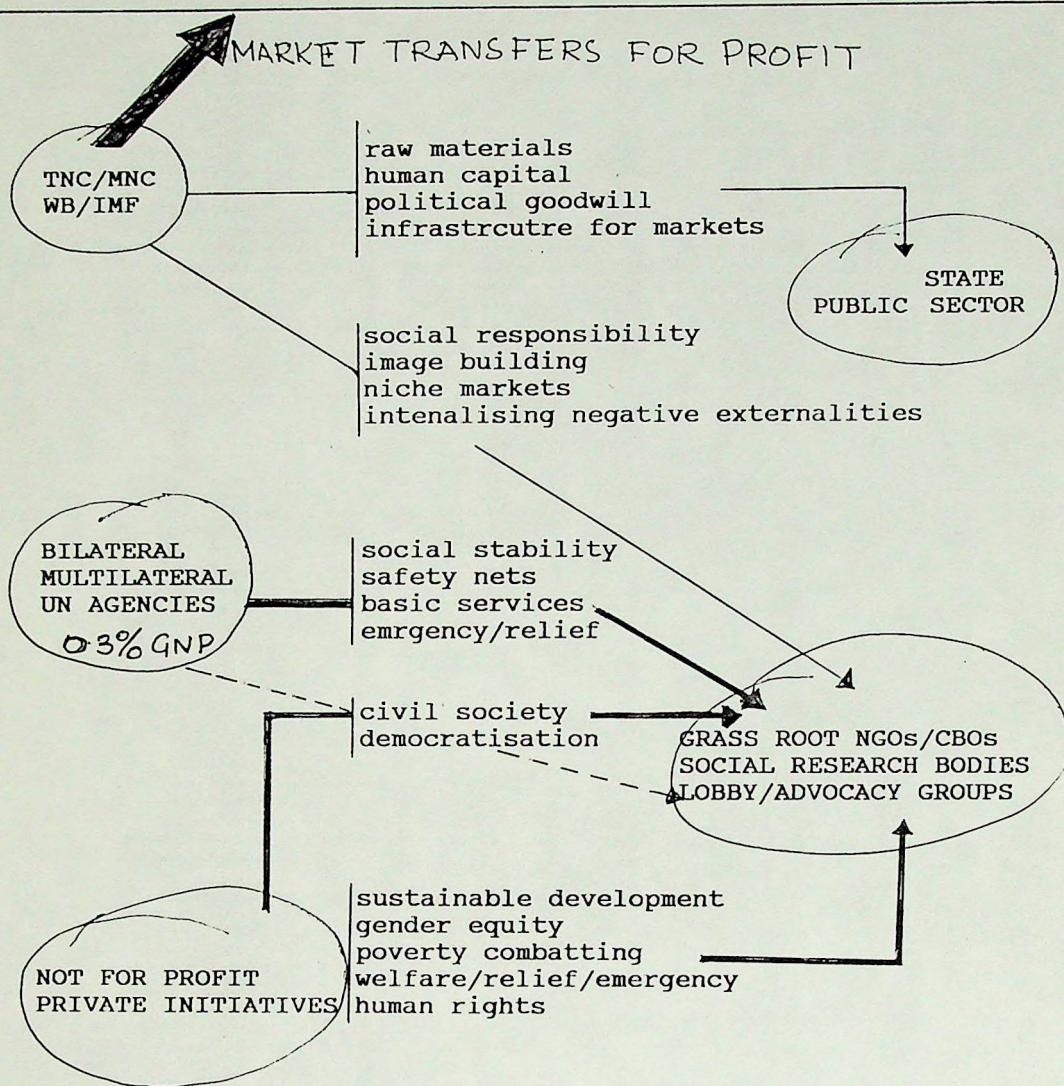 MARKET TRANSFERS FOR PROFIT
TNC/MNC
WB/IMF
raw materials
human capital
political goodwill
infrastrcutre for markets
STATE
PUBLIC SECTOR
social responsibility
image building
niche markets
intenalising negative externalities
BILATERAL
MULTILATERAL
UN AGENCIES
0.3% GNP
social stability
safety nets
basic services
emrgency/relief
civil society
democratisation
GRASS ROOT NGOs/CBOs
SOCIAL RESEARCH BODIES
LOBBY/ADVOCACY GROUPS
NOT FOR PROFIT
PRIVATE INITIATIVES
sustainable development
gender equity
poverty combatting
welfare/relief/emergency
human rights